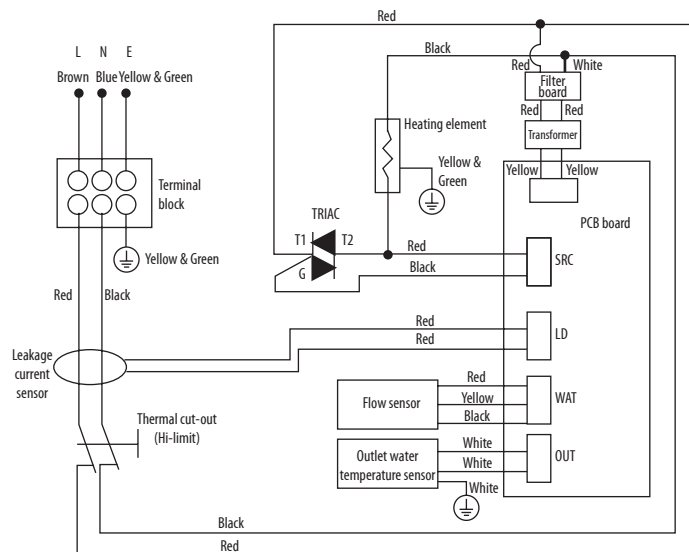 Red
L N E
Black
Brown
Blue
Yellow & Green
Red
White
Filter
board
Red
Red
Heating element
Transformer
Yellow
Yellow
Yellow &
Green
Terminal
block
PCB board
TRIAC
T1
T2
Red
Black
G
SRC
Yellow & Green
Red
Black
Red
Red
LD
Leakage
current
sensor
Red
Flow sensor
Yellow
WAT
Black
Thermal cut-out
(Hi-limit)
Outlet water
temperature sensor
White
White
OUT
White
Black
Red